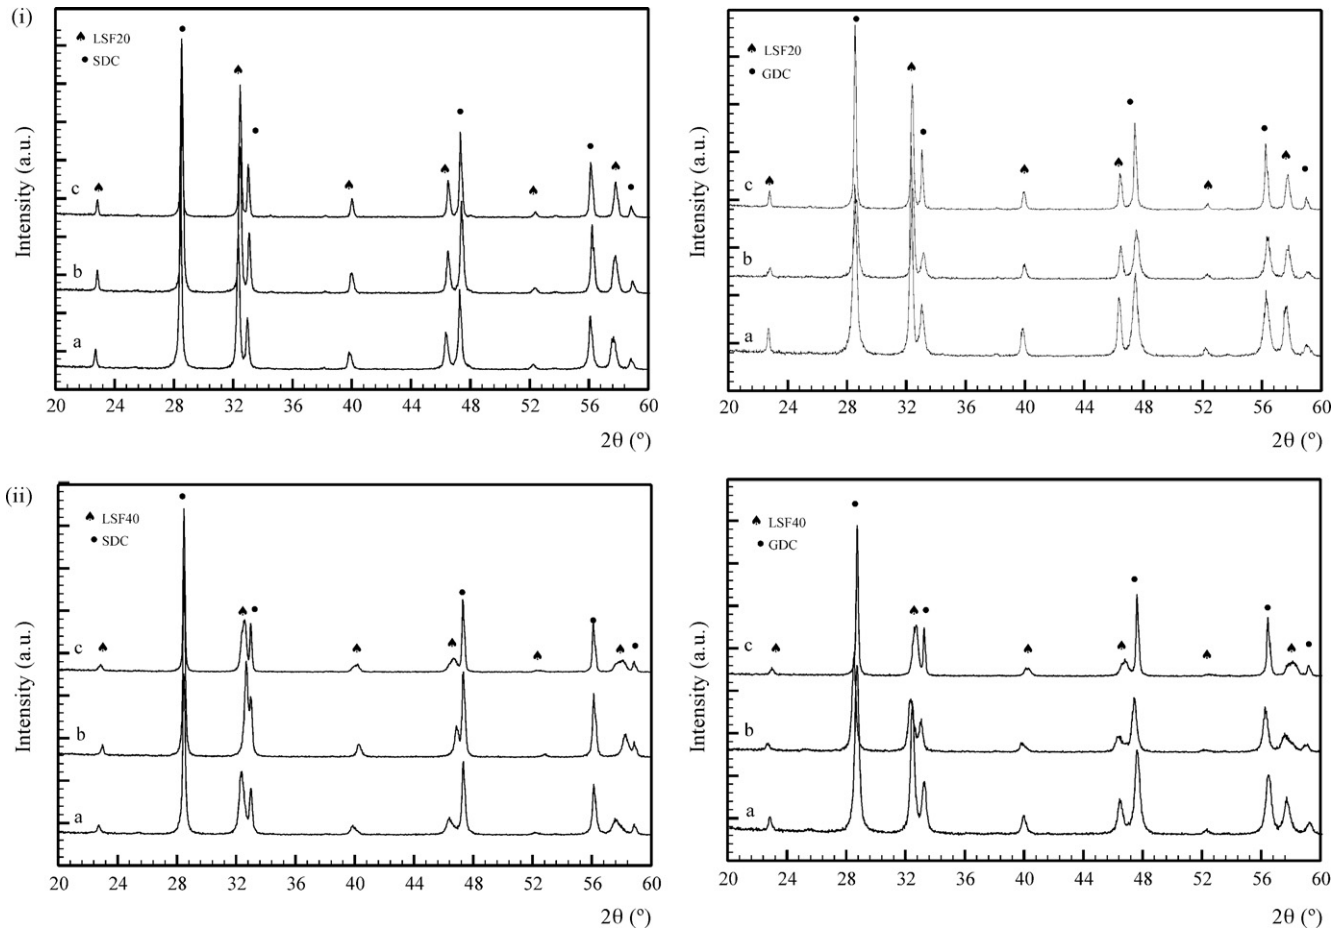 (i)
LSF20
SDC
Intensity (a.u.)
c
b
a
20 24 28 32 36 40 44 48 52 56 60
2θ (º)
LSF20
GDC
Intensity (a.u.)
c
b
a
20 24 28 32 36 40 44 48 52 56 60
2θ (º)
(ii)
LSF40
SDC
Intensity (a.u.)
c
b
a
20 24 28 32 36 40 44 48 52 56 60
2θ (º)
LSF40
GDC
Intensity (a.u.)
c
b
a
20 24 28 32 36 40 44 48 52 56 60
2θ (º)